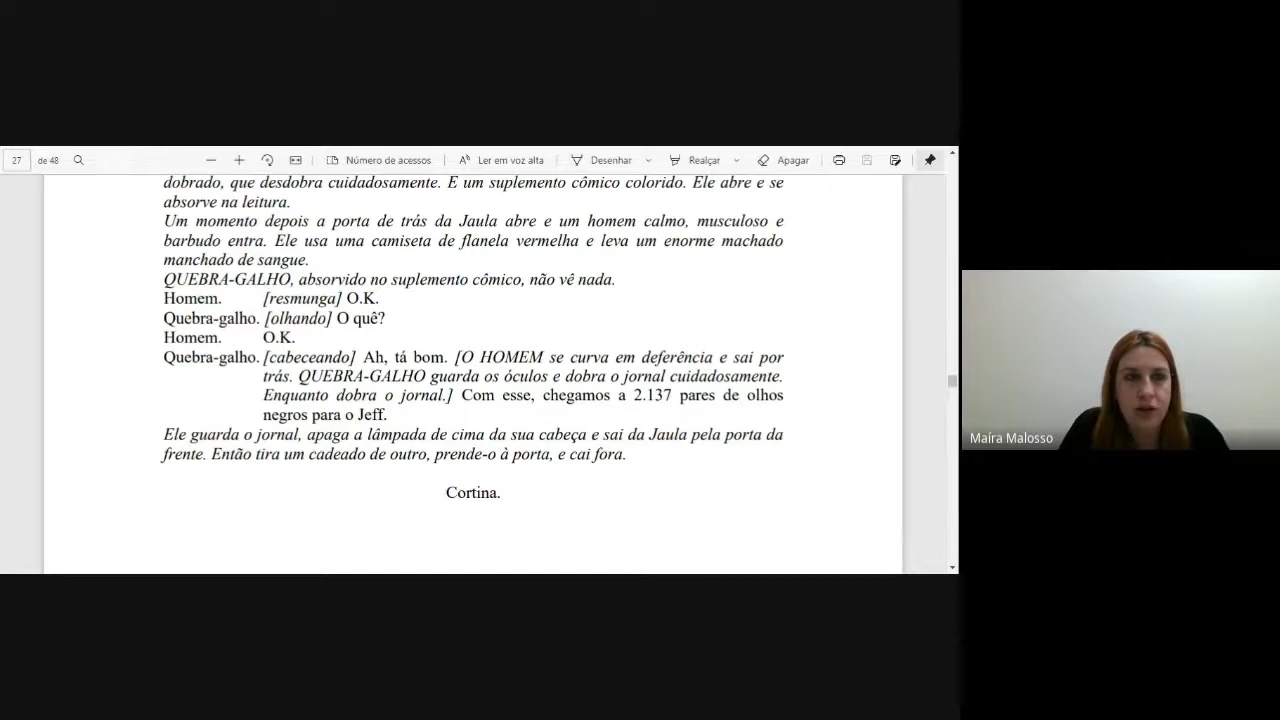 27 de 48 Número de acessos Ler em voz alta Desenhar Realçar Apagar
dobrado, que desdobra cuidadosamente. E um suplemento cômico colorido. Ele abre e se
absorve na leitura.
Um momento depois a porta de trás da Jaula abre e um homem calmo, musculoso e
barbudo entra. Ele usa uma camiseta de flanela vermelha e leva um enorme machado
manchado de sangue.
QUEBRA-GALHO, absorvido no suplemento cômico, não vê nada.
Homem. [resmunga] O.K.
Quebra-galho. [olhando] O quê?
Homem. O.K.
Quebra-galho. [cabeceando] Ah, tá bom. [O HOMEM se curva em deferência e sai por
trás. QUEBRA-GALHO guarda os óculos e dobra o jornal cuidadosamente.
Enquanto dobra o jornal.] Com esse, chegamos a 2.137 pares de olhos
negros para o Jeff.
Ele guarda o jornal, apaga a lâmpada de cima da sua cabeça e sai da Jaula pela porta da
frente. Então tira um cadeado de outro, prende-o à porta, e cai fora.
Cortina.
Maíra Malosso